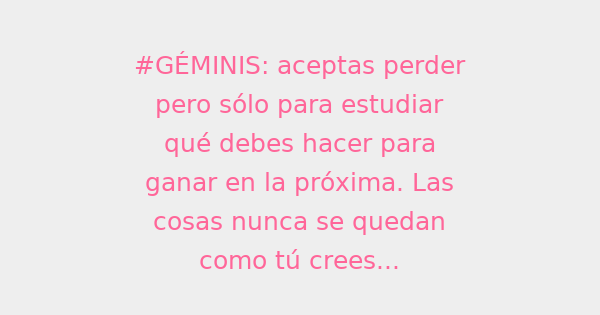 #GÉMINIS: aceptas perder
pero sólo para estudiar
qué debes hacer para
ganar en la próxima. Las
cosas nunca se quedan
como tú crees...